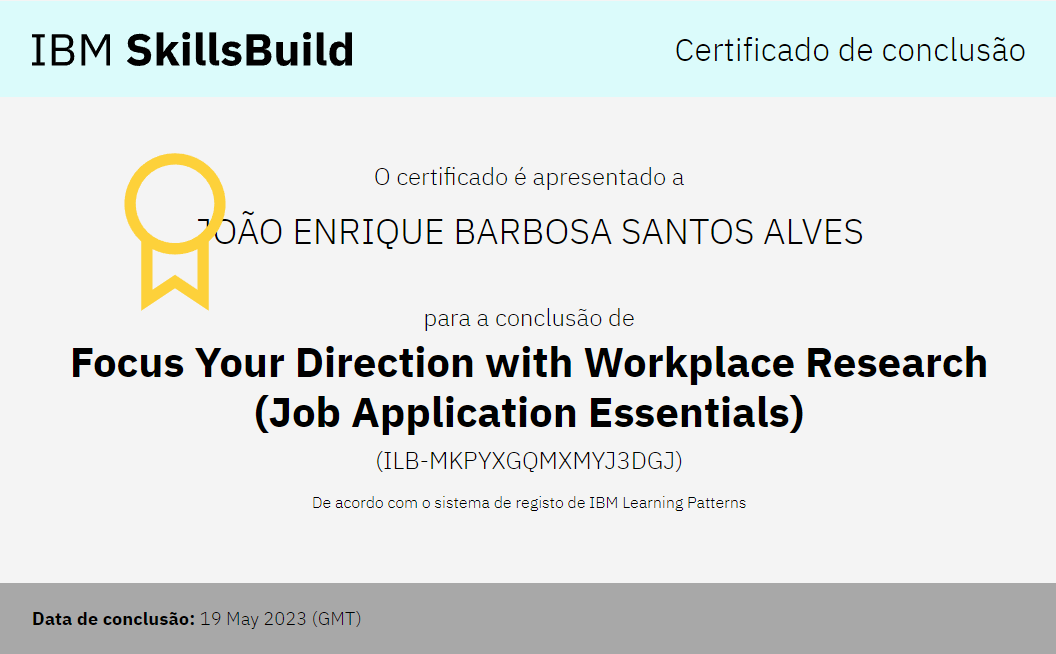 IBM SkillsBuild
Certificado de conclusão
O certificado é apresentado a
JOÃO ENRIQUE BARBOSA SANTOS ALVES
para a conclusão de
Focus Your Direction with Workplace Research
(Job Application Essentials)
(ILB-MKPYXGQMXMYJ3DGJ)
De acordo com o sistema de registo de IBM Learning Patterns
Data de conclusão: 19 May 2023 (GMT)